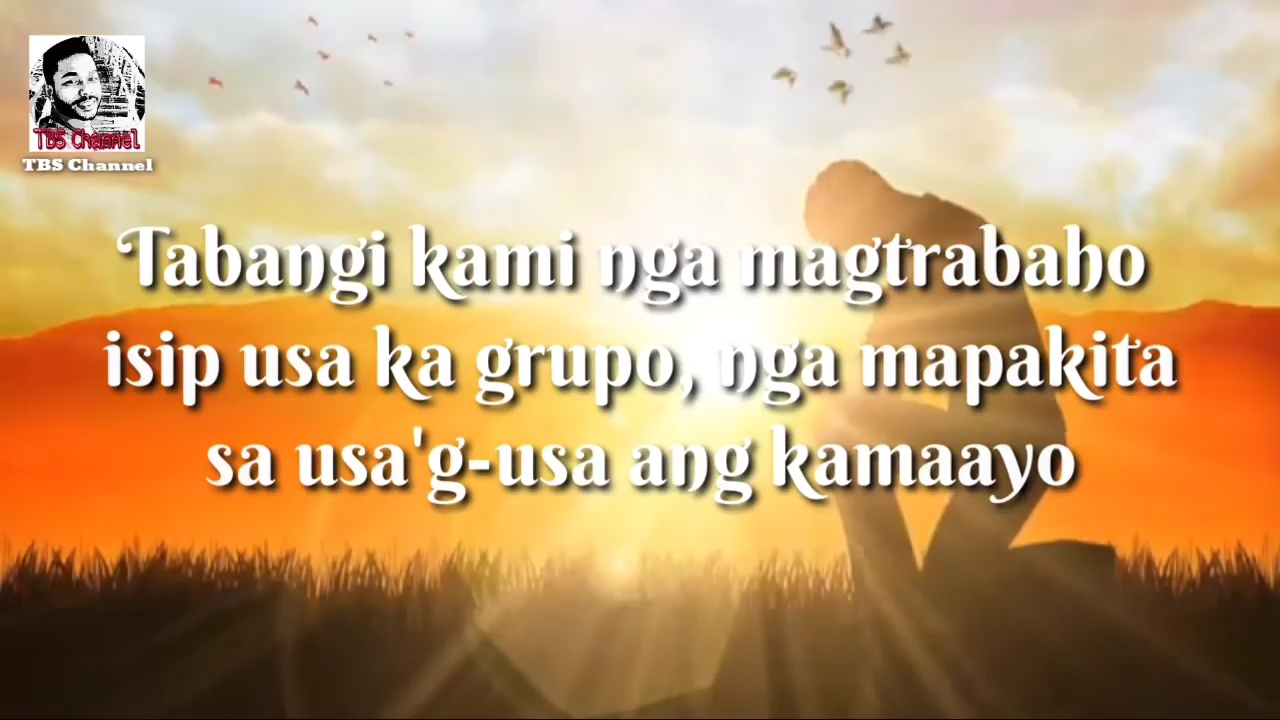 TBS Channel
TBS Channel
Tabangi kami nga magtrabaho
isip usa ka grupo, nga mapakita
sa usa'g-usa ang kamaayo